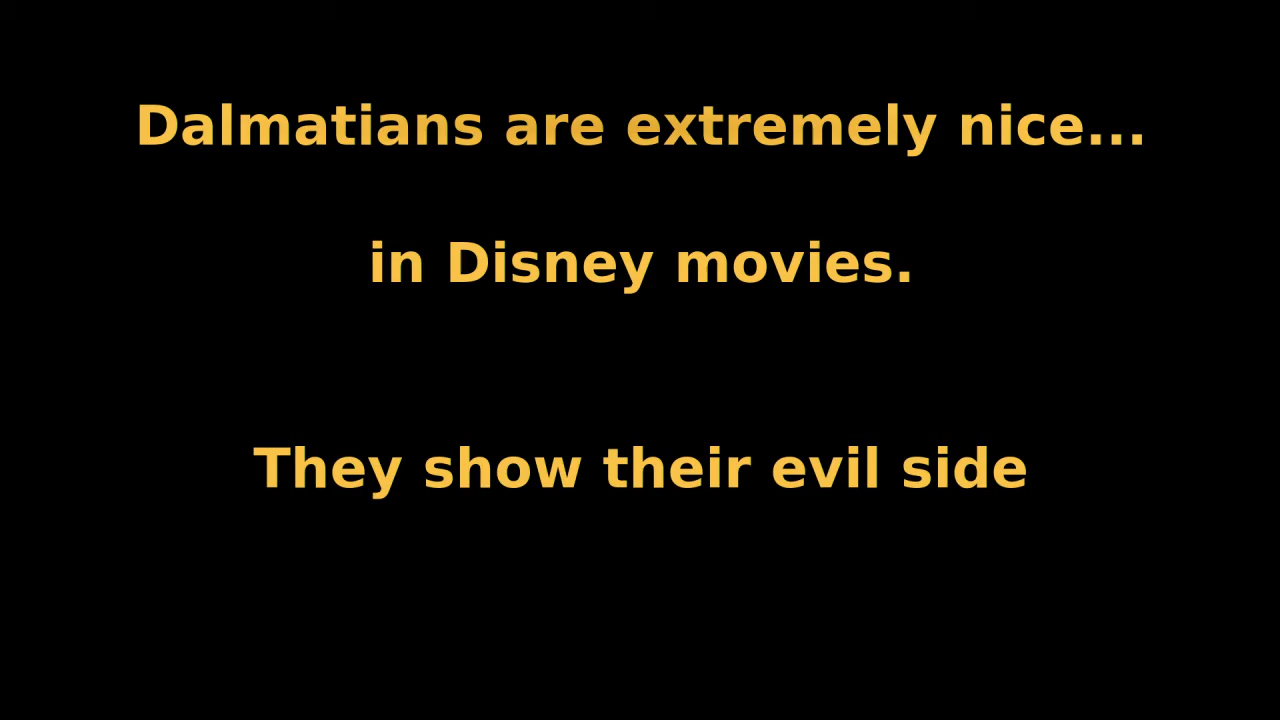 Dalmatians are extremely nice...
in Disney movies.
They show their evil side